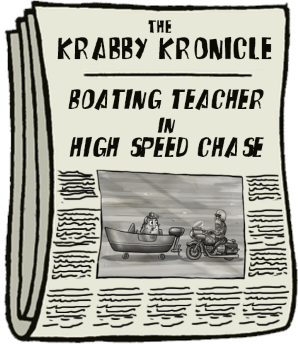 THE
KRABBY KRONICLE
BOATING TEACHER
IN
HIGH SPEED CHASE